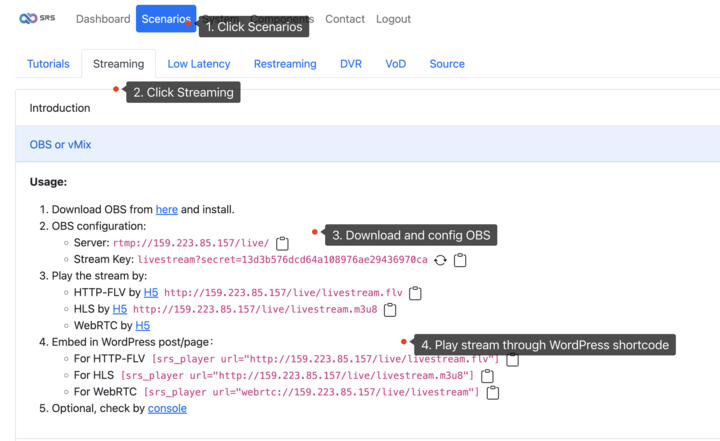 SRS Dashboard Scenarios System Components Contact Logout
1. Click Scenarios
Tutorials Streaming Low Latency Restreaming DVR VoD Source
2. Click Streaming
Introduction
OBS or vMix
Usage:
1. Download OBS from here and install.
2. OBS configuration:
Server: rtmp://159.223.85.157/live/
3. Download and config OBS
Stream Key: livestream?secret=13d3b576dcd64a108976ae29436970ca
3. Play the stream by:
HTTP-FLV by H5 http://159.223.85.157/live/livestream.flv
HLS by H5 http://159.223.85.157/live/livestream.m3u8
WebRTC by H5
4. Embed in WordPress post/page:
4. Play stream through WordPress shortcode
For HTTP-FLV [srs_player url="http://159.223.85.157/live/livestream.flv"]
For HLS [srs_player url="http://159.223.85.157/live/livestream.m3u8"]
For WebRTC [srs_player url="webrtc://159.223.85.157/live/livestream"]
5. Optional, check by console